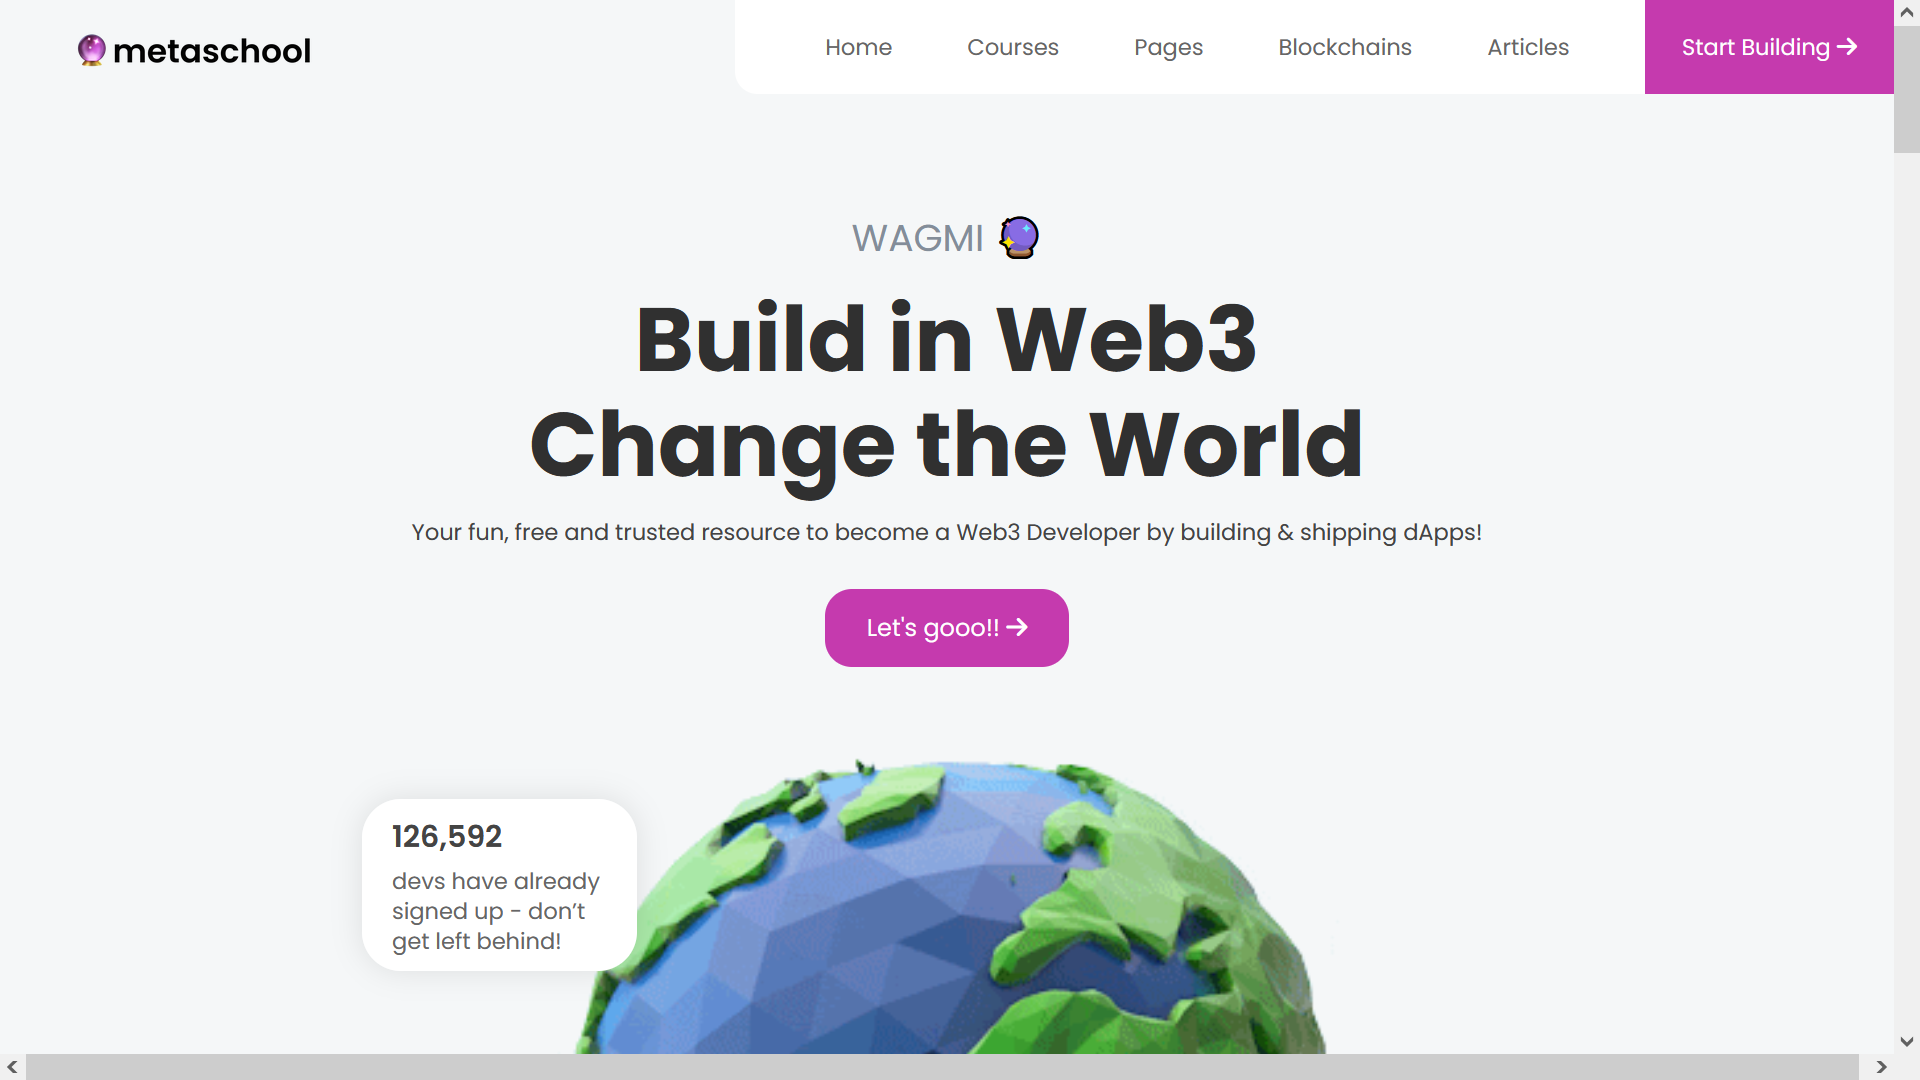 metaschool
Home
Courses
Pages
Blockchains
Articles
Start Building
WAGMI
Build in Web3
Change the World
Your fun, free and trusted resource to become a Web3 Developer by building & shipping dApps!
Let's gooo!!
126,592
devs have already
signed up - don’t
get left behind!